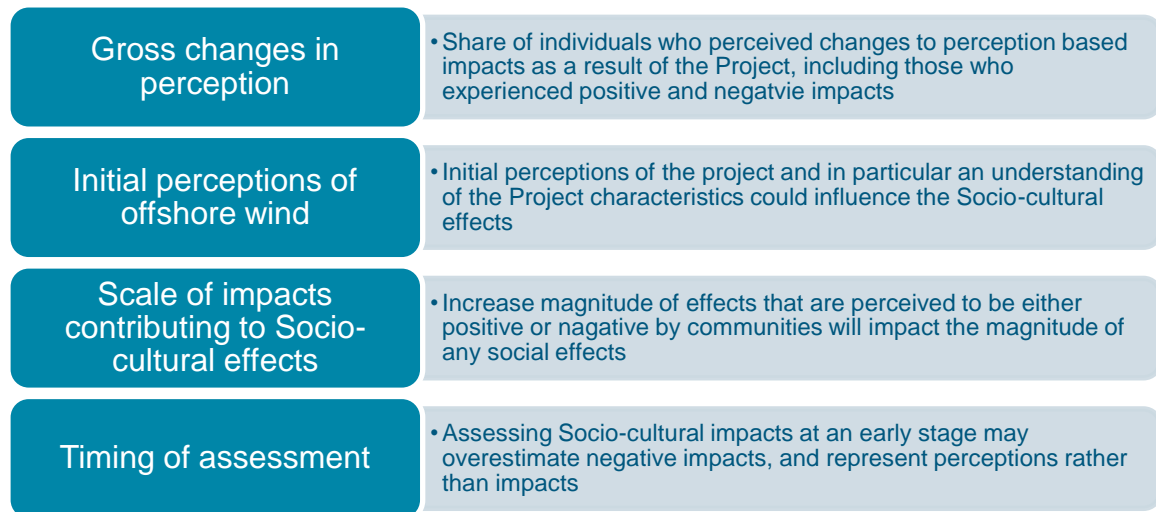 Gross changes in
perception
•Share of individuals who perceived changes to perception based
impacts as a result of the Project, including those who
experienced positive and negatvie impacts
Initial perceptions of
offshore wind
•Initial perceptions of the project and in particular an understanding
of the Project characteristics could influence the Socio-cultural
effects
Scale of impacts
contributing to Socio-
cultural effects
•Increase magnitude of effects that are perceived to be either
positive or nagative by communities will impact the magnitude of
any social effects
Timing of assessment
•Assessing Socio-cultural impacts at an early stage may
overestimate negative impacts, and represent perceptions rather
than impacts